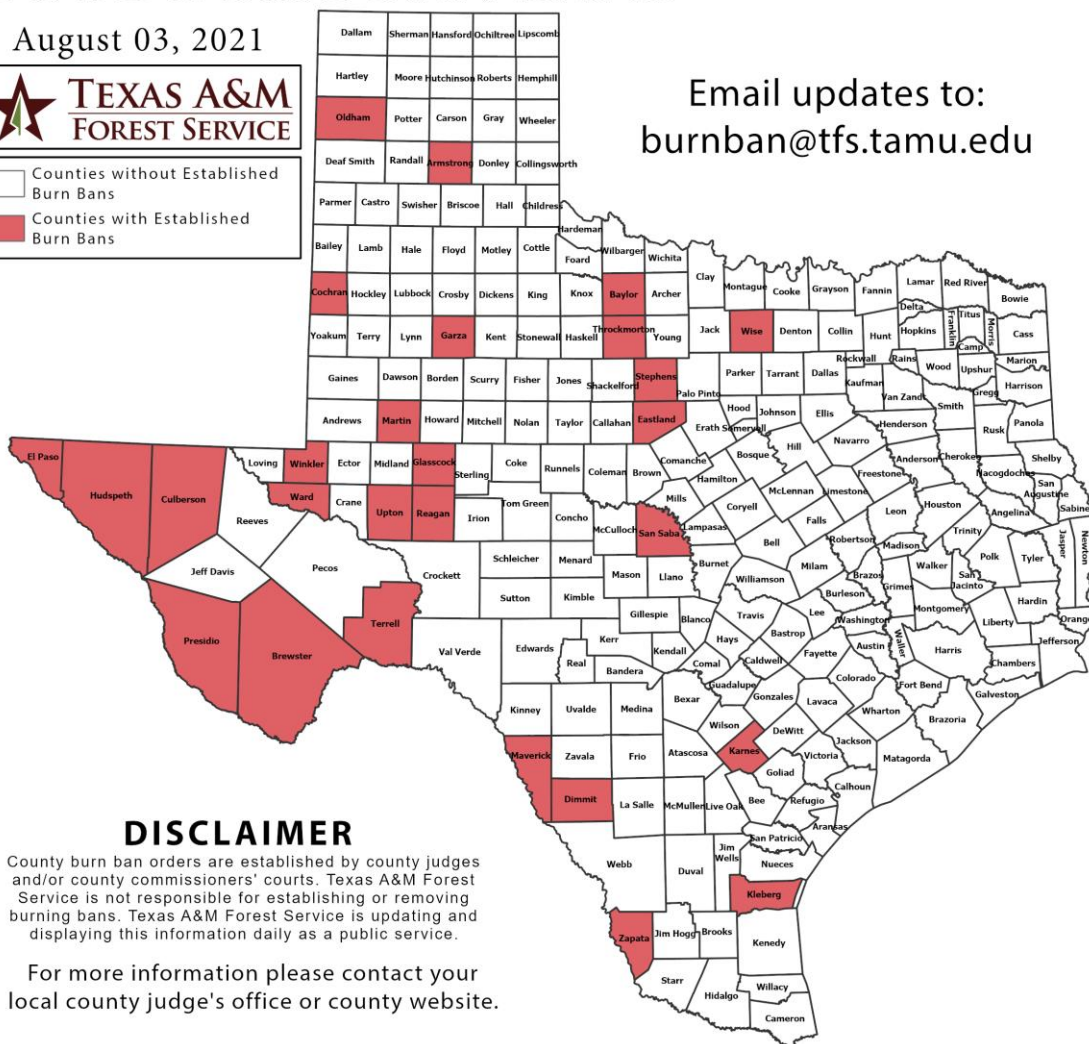 August 03, 2021
TEXAS A&M
FOREST SERVICE
Counties without Established
Burn Bans
Counties with Established
Burn Bans
Email updates to:
burnban@tfs.tamu.edu
Dallam Sherman Hansford Ochiltree Lipscomb
Hartley Moore Hutchinson Roberts Hemphill
Oldham Potter Carson Gray Wheeler
Deaf Smith Randall Armstrong Donley Collingsworth
Parmer Castro Swisher Briscoe Hall Childress
Hardeman
Bailey Lamb Hale Floyd Motley Cottle Foard Wilbarger Wichita
Clay Montague Cooke Grayson Fannin Lamar Red River Bowie
Cochran Hockley Lubbock Crosby Dickens King Knox Baylor Archer
Delta Franklin Titus Morris Cass
Yoakum Terry Lynn Garza Kent Stonewall Haskell Throckmorton Young Jack Wise Denton Collin Hunt Hopkins
Camp Marion
Rockwall Rains Wood Upshur
Gaines Dawson Borden Scurry Fisher Jones Shackelford Stephens Palo Pinto Parker Tarrant Dallas Kaufman Van Zandt Gregg Harrison
Smith
Andrews Martin Howard Mitchell Nolan Taylor Callahan Eastland Erath Hood Somervell Johnson Ellis Henderson Rusk Panola
El Paso Hudspeth Culberson Loving Winkler Ector Midland Glasscock Sterling Coke Runnels Coleman Brown Comanche Bosque Hill Navarro Anderson Cherokee Nacogdoches Shelby
Freestone San Augustine Sabine
Reeves Ward Crane Upton Reagan Irion Tom Green Concho McCulloch San Saba Mills Hamilton McLennan Limestone Leon Houston Angelina
Lampasas Coryell Falls Robertson Madison Trinity Polk Tyler Jasper Newton
Jeff Davis Pecos Crockett Schleicher Menard Mason Llano Burnet Bell Milam Brazos Grimes Walker San Jacinto
Sutton Kimble Williamson Burleson Montgomery Liberty Hardin Orange
Presidio Brewster Terrell Val Verde Edwards Gillespie Blanco Travis Lee Washington Waller Harris Jefferson
Kerr Kendall Hays Bastrop Austin Chambers
Real Bandera Comal Caldwell Fayette Colorado Fort Bend Galveston
Kinney Uvalde Medina Bexar Guadalupe Gonzales Lavaca Wharton Brazoria
Wilson DeWitt Jackson Matagorda
Maverick Zavala Frio Atascosa Karnes Victoria
Goliad Calhoun
Dimmit La Salle McMullen Live Oak Bee Refugio
Aransas
San Patricio
Webb Duval Jim Wells Nueces
Kleberg
Zapata Jim Hogg Brooks Kenedy
Starr Hidalgo Willacy
Cameron
DISCLAIMER
County burn ban orders are established by county judges
and/or county commissioners' courts. Texas A&M Forest
Service is not responsible for establishing or removing
burning bans. Texas A&M Forest Service is updating and
displaying this information daily as a public service.
For more information please contact your
local county judge's office or county website.